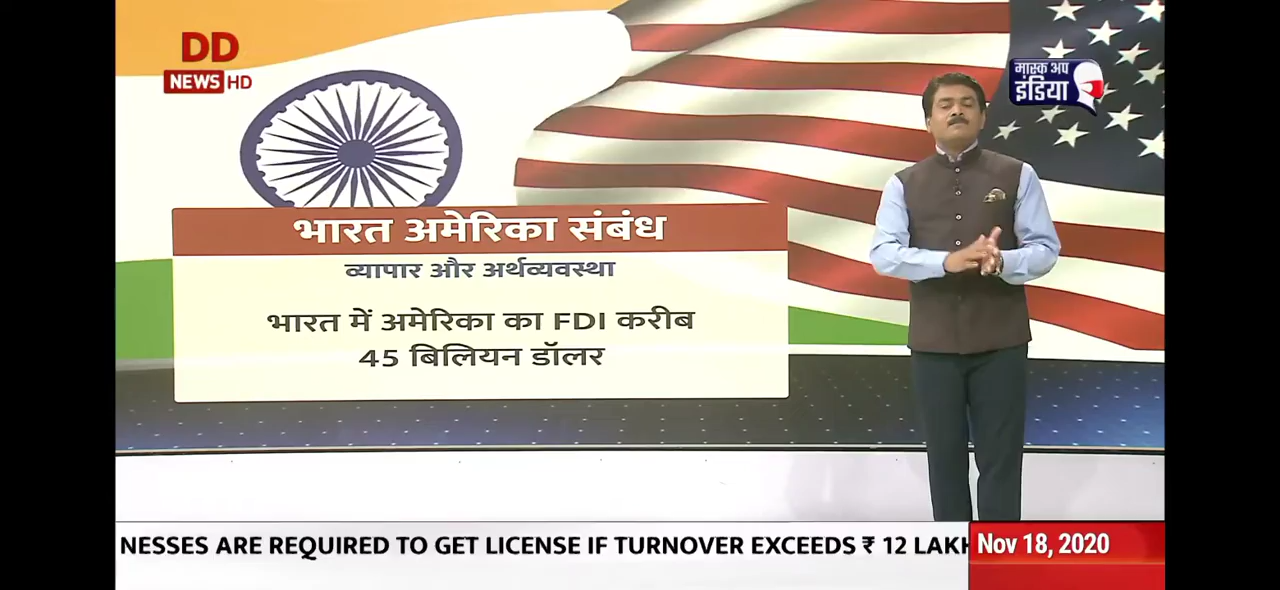 DD
NEWS HD
मास्क अप
इंडिया
भारत अमेरिका संबंध
व्यापार और अर्थव्यवस्था
भारत में अमेरिका का FDI करीब
45 बिलियन डॉलर
NESSES ARE REQUIRED TO GET LICENSE IF TURNOVER EXCEEDS ₹ 12 LAKH
Nov 18, 2020